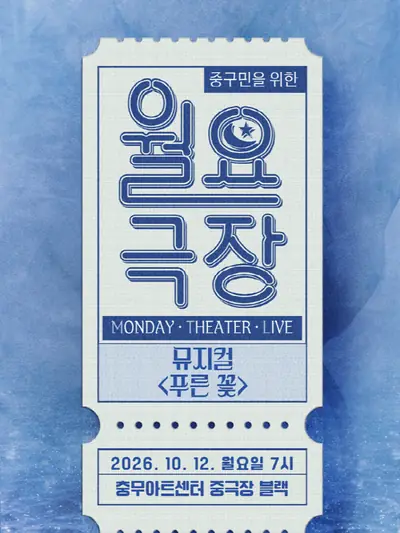 중구민을 위한
월요
극장
MONDAY · THEATER · LIVE
뮤지컬
<푸른 꽃>
2026. 10. 12. 월요일 7시
충무아트센터 중극장 블랙